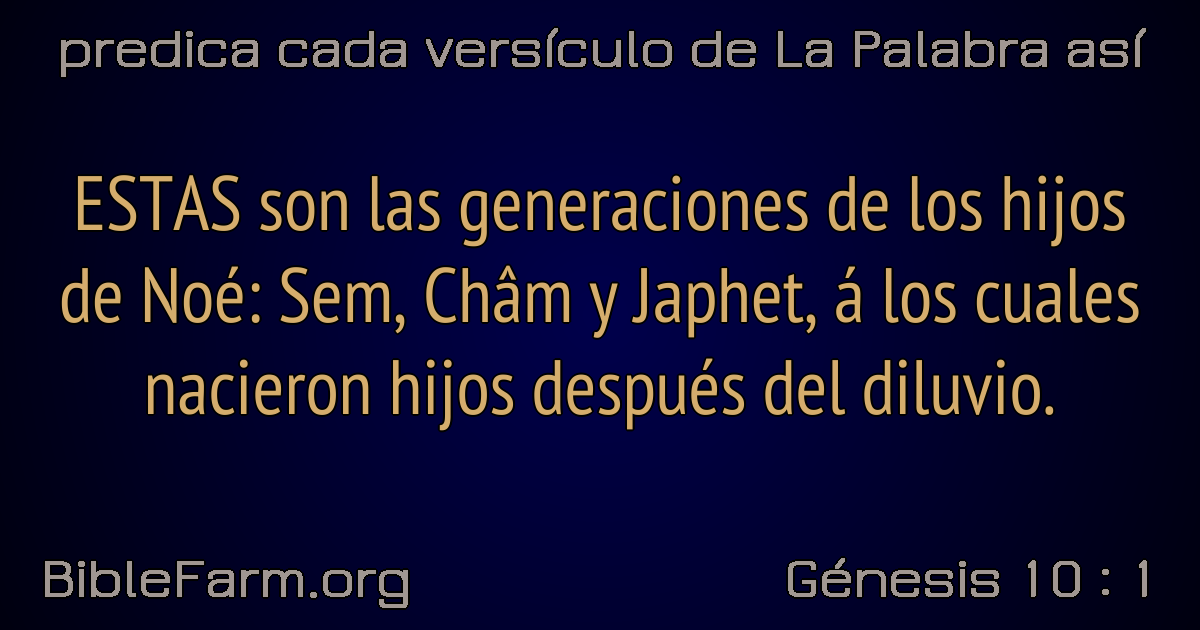 predica cada versículo de La Palabra así
ESTAS son las generaciones de los hijos
de Noé: Sem, Châm y Japhet, á los cuales
nacieron hijos después del diluvio.
BibleFarm.org
Génesis 10 : 1